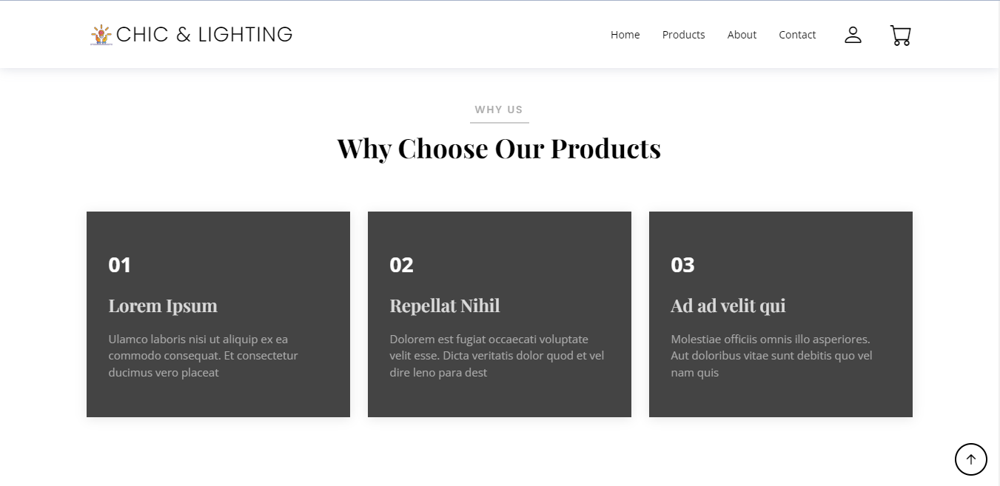 CHIC & LIGHTING
Home Products About Contact
WHY US
Why Choose Our Products
01
Lorem Ipsum
Ulamco laboris nisi ut aliquip ex ea
commodo consequat. Et consectetur
ducimus vero placeat
02
Repellat Nihil
Dolorem est fugiat occaecati voluptate
velit esse. Dicta veritatis dolor quod et vel
dire leno para dest
03
Ad ad velit qui
Molestiae officiis omnis illo asperiores.
Aut doloribus vitae sunt debitis quo vel
nam quis